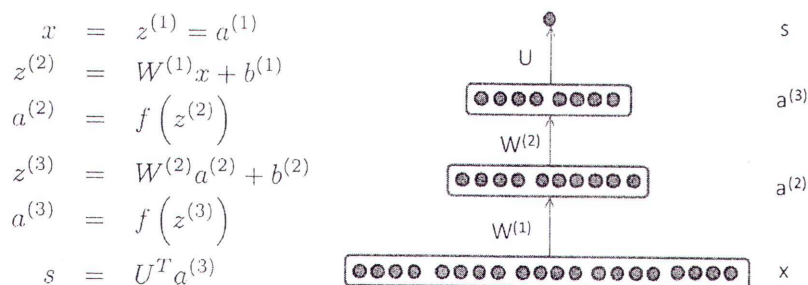 x = z^{(1)} = a^{(1)}
z^{(2)} = W^{(1)}x + b^{(1)}
a^{(2)} = f(z^{(2)})
z^{(3)} = W^{(2)}a^{(2)} + b^{(2)}
a^{(3)} = f(z^{(3)})
s = U^T a^{(3)}
s
U
a^{(3)}
W^{(2)}
a^{(2)}
W^{(1)}
x